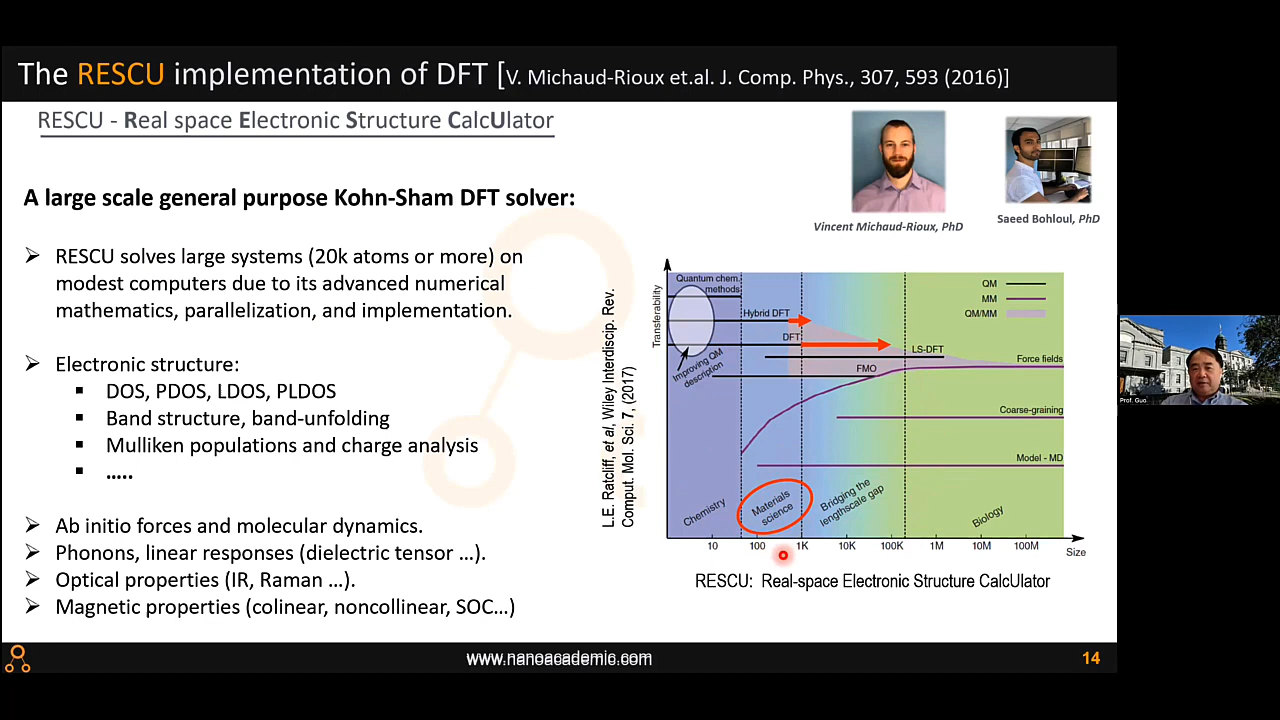 The RESCU implementation of DFT [V. Michaud-Rioux et.al. J. Comp. Phys., 307, 593 (2016)]
RESCU - Real space Electronic Structure CalcUlator
A large scale general purpose Kohn-Sham DFT solver:
RESCU solves large systems (20k atoms or more) on
modest computers due to its advanced numerical
mathematics, parallelization, and implementation.
Electronic structure:
DOS, PDOS, LDOS, PLDOS
Band structure, band-unfolding
Mulliken populations and charge analysis
.....
Ab initio forces and molecular dynamics.
Phonons, linear responses (dielectric tensor ...).
Optical properties (IR, Raman ...).
Magnetic properties (colinear, noncollinear, SOC...)
Vincent Michaud-Rioux, PhD
Saeed Bohloul, PhD
L.E. Ratcliff, et al, Wiley Interdiscip. Rev.
Comput. Mol. Sci. 7, (2017)
Transferability
Quantum chem.
methods
Hybrid DFT
DFT
Improving QM
description
LS-DFT
FMO
QM
MM
QM/MM
Force fields
Coarse-graining
Model - MD
Chemistry
Materials
science
Bridging the
lengthscale gap
Biology
10 100 1K 10K 100K 1M 10M 100M
Size
RESCU: Real-space Electronic Structure CalcUlator
Prof. Guo
www.nanoacademic.com
14